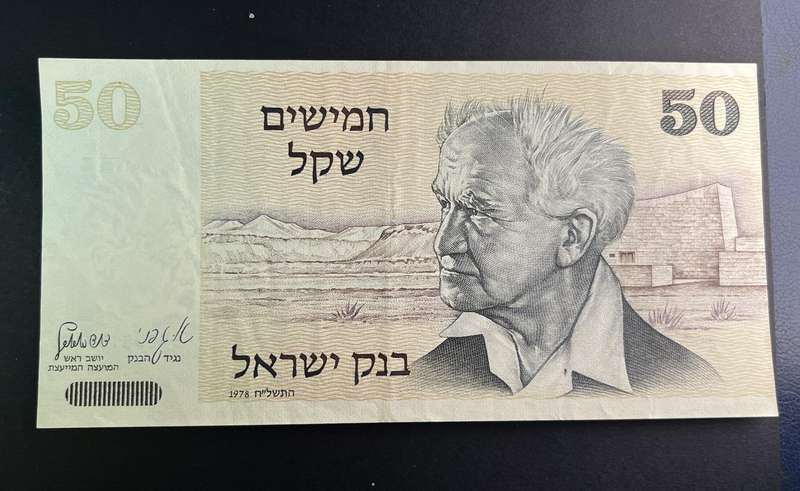 50
חמישים
שקל
50
בנק ישראל
התשל"ח 1978
נגיד הבנק
יושב ראש
המועצה המייעצת